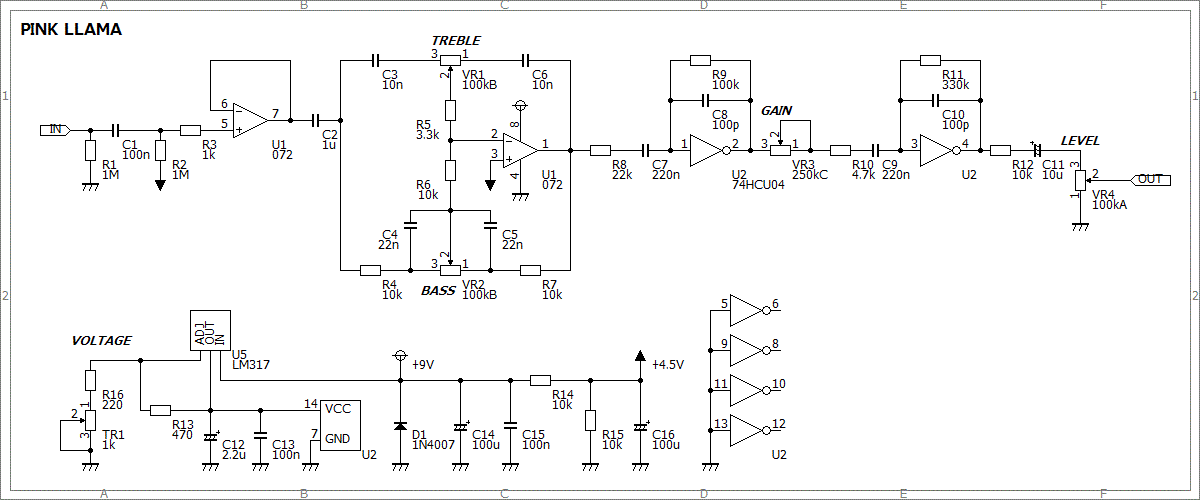 A B C D E F
PINK LLAMA
TREBLE
3 1
2
C3
10n
VR1
100kB
C6
10n
R9
100k
R11
330k
1 1
6
7
5
IN
C1
100n
R1
1M
R2
1M
R3
1k
U1
072
C2
1u
R5
3.3k
8
2
1
3
4
U1
072
R6
10k
R8
22k
C7
220n
C8
100p
1 2
U2
74HCU04
GAIN
2
3 1
VR3
250kC
R10
4.7k
C9
220n
C10
100p
3 4
U2
R12
10k
C11
10u
LEVEL
3
2
1
VR4
100kA
OUT
C4
22n
C5
22n
2
3 1
R4
10k
BASS
VR2
100kB
R7
10k
2 2
VOLTAGE
ADJ
OUT
IN
U5
LM317
R16
220
1
2
3
TR1
1k
R13
470
C12
2.2u
C13
100n
14
VCC
7
GND
U2
+9V
D1
1N4007
C14
100u
C15
100n
R14
10k
R15
10k
+4.5V
C16
100u
5 6
9 8
11 10
13 12
U2
A B C D E F